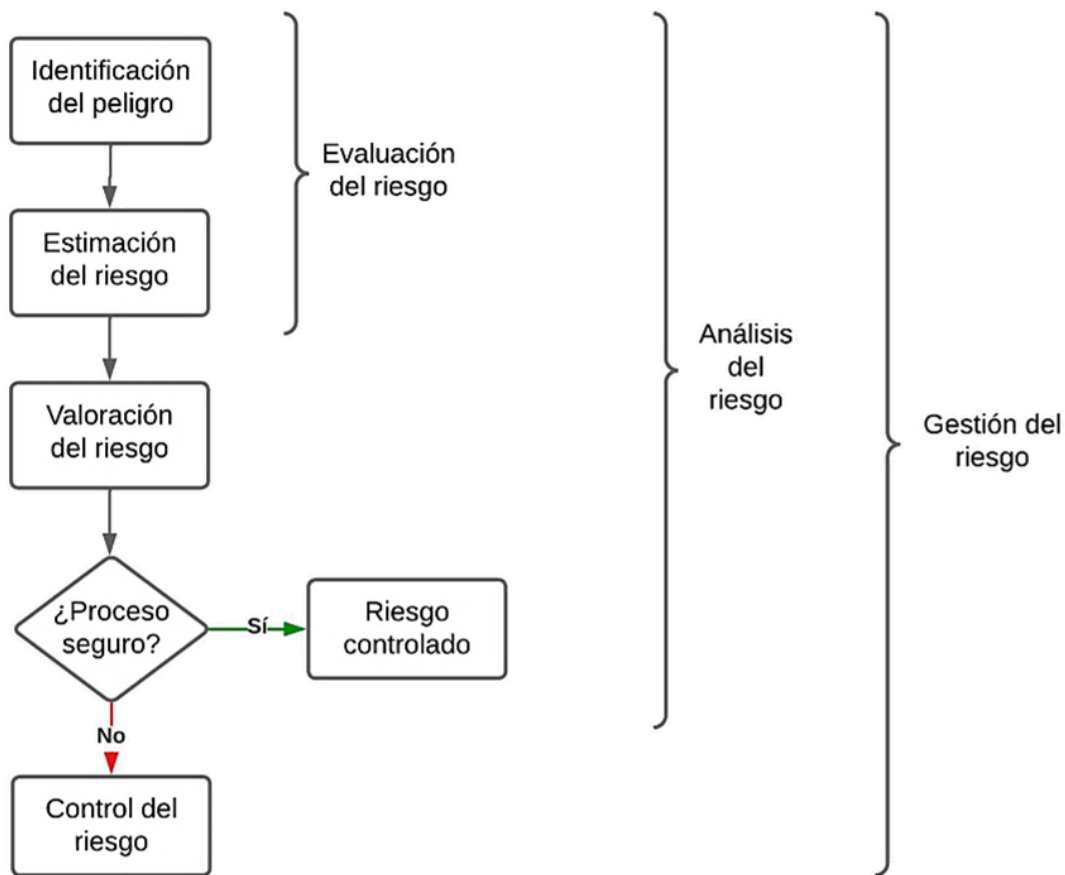 Identificación
del peligro
Evaluación
del riesgo
Estimación
del riesgo
Análisis
del
riesgo
Valoración
del riesgo
Gestión del
riesgo
¿Proceso
seguro?
Sí
Riesgo
controlado
No
Control del
riesgo